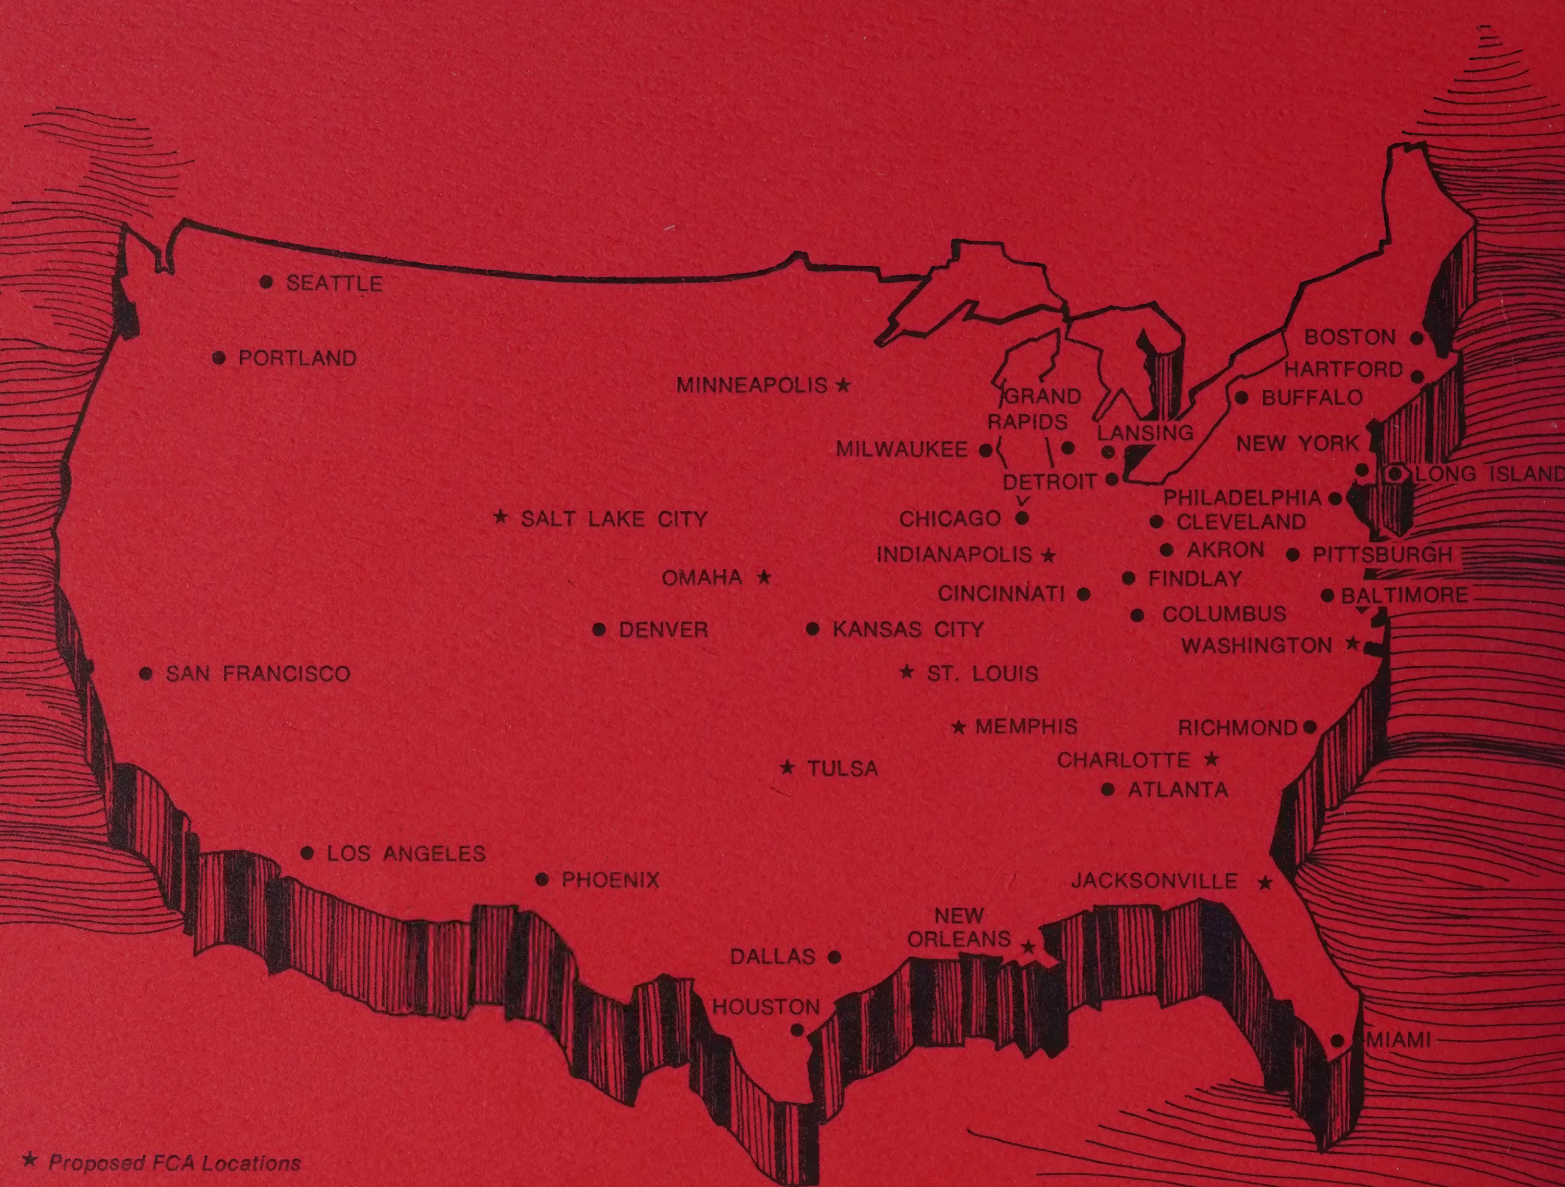 SEATTLE
PORTLAND
MINNEAPOLIS
BOSTON
HARTFORD
BUFFALO
GRAND
RAPIDS
LANSING
NEW YORK
MILWAUKEE
LONG ISLAND
DETROIT
PHILADELPHIA
SALT LAKE CITY
CHICAGO
CLEVELAND
INDIANAPOLIS
AKRON
PITTSBURGH
OMAHA
FINDLAY
CINCINNATI
BALTIMORE
COLUMBUS
DENVER
KANSAS CITY
WASHINGTON
SAN FRANCISCO
ST. LOUIS
MEMPHIS
RICHMOND
CHARLOTTE
TULSA
ATLANTA
LOS ANGELES
PHOENIX
JACKSONVILLE
NEW
ORLEANS
DALLAS
HOUSTON
MIAMI
★ Proposed FCA Locations